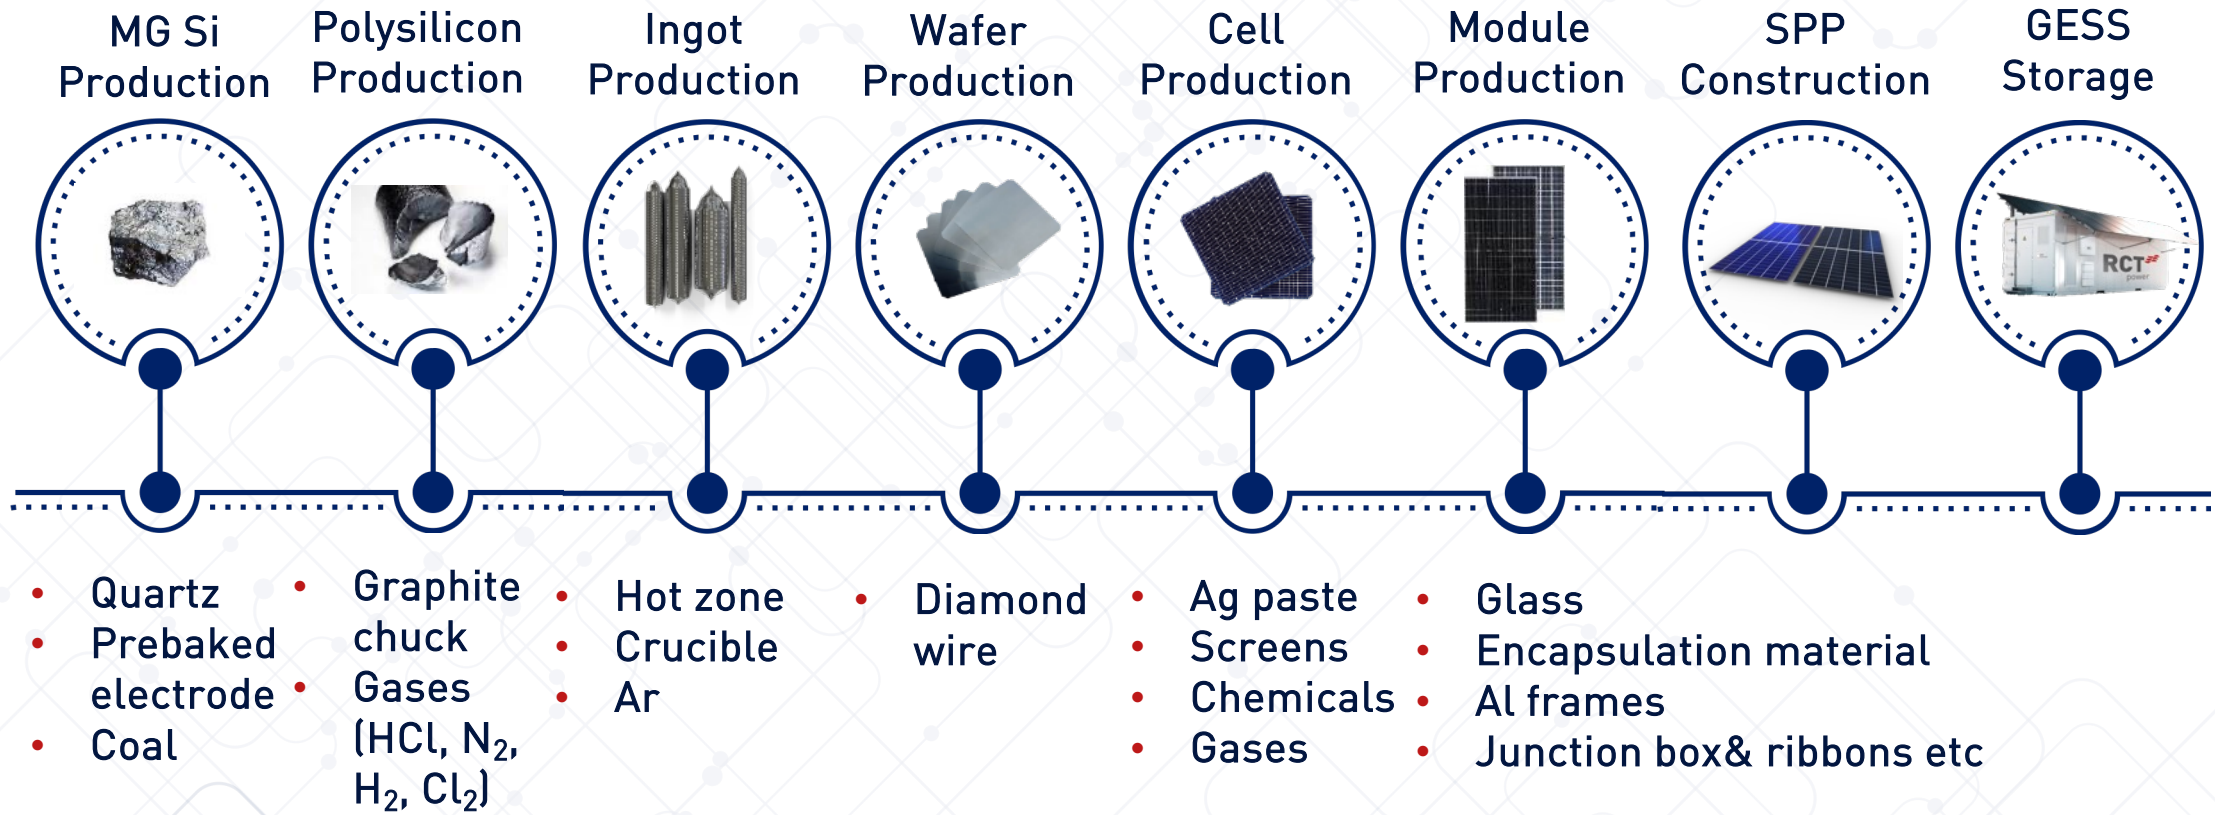 MG Si
Production
Polysilicon
Production
Ingot
Production
Wafer
Production
Cell
Production
Module
Production
SPP
Construction
GESS
Storage
RCT
power
• Quartz
• Prebaked
electrode
• Coal
• Graphite
chuck
• Gases
(HCl, N₂,
H₂, Cl₂)
• Hot zone
• Crucible
• Ar
• Diamond
wire
• Ag paste
• Screens
• Chemicals
• Gases
• Glass
• Encapsulation material
• Al frames
• Junction box& ribbons etc